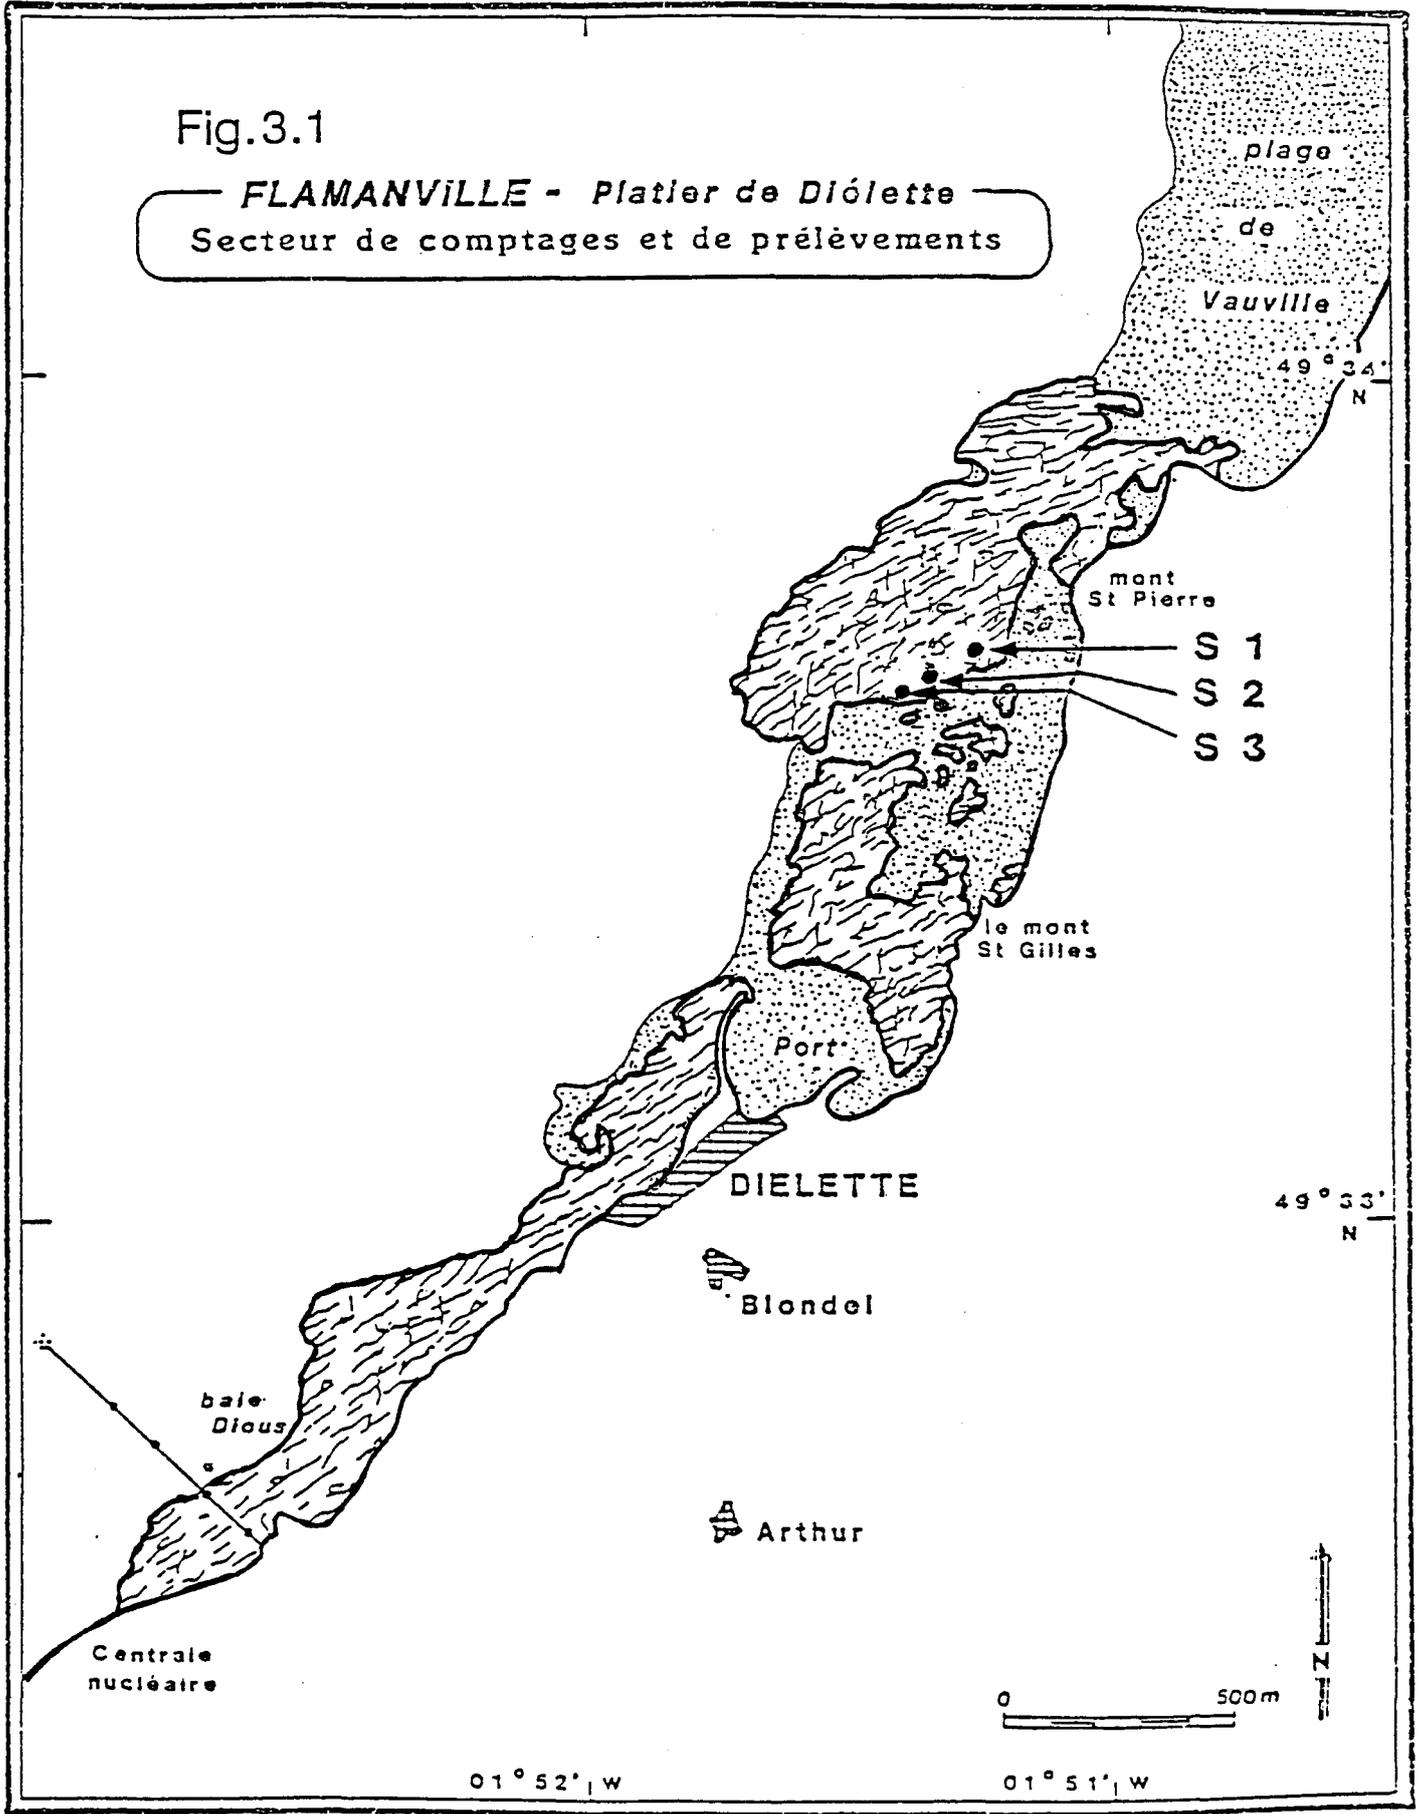 Fig.3.1
FLAMANVILLE - Platier de Diélette
Secteur de comptages et de prélèvements
plage
de
Vauville
49° 34'
N
mont
St Pierre
S 1
S 2
S 3
le mont
St Gilles
Port
DIELETTE
49° 33'
N
Blondel
baie
Dious
Arthur
Centrale
nucléaire
N
0 500m
01° 52' W
01° 51' W